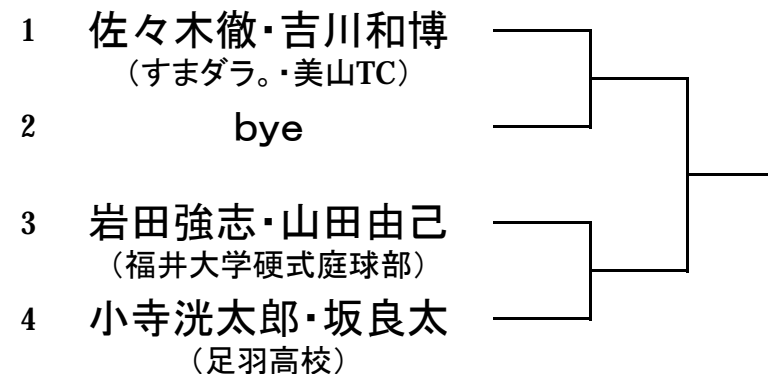 1 佐々木徹・吉川和博
（すまダラ。・美山TC）
2 bye
3 岩田強志・山田由己
（福井大学硬式庭球部）
4 小寺洸太郎・坂良太
（足羽高校）